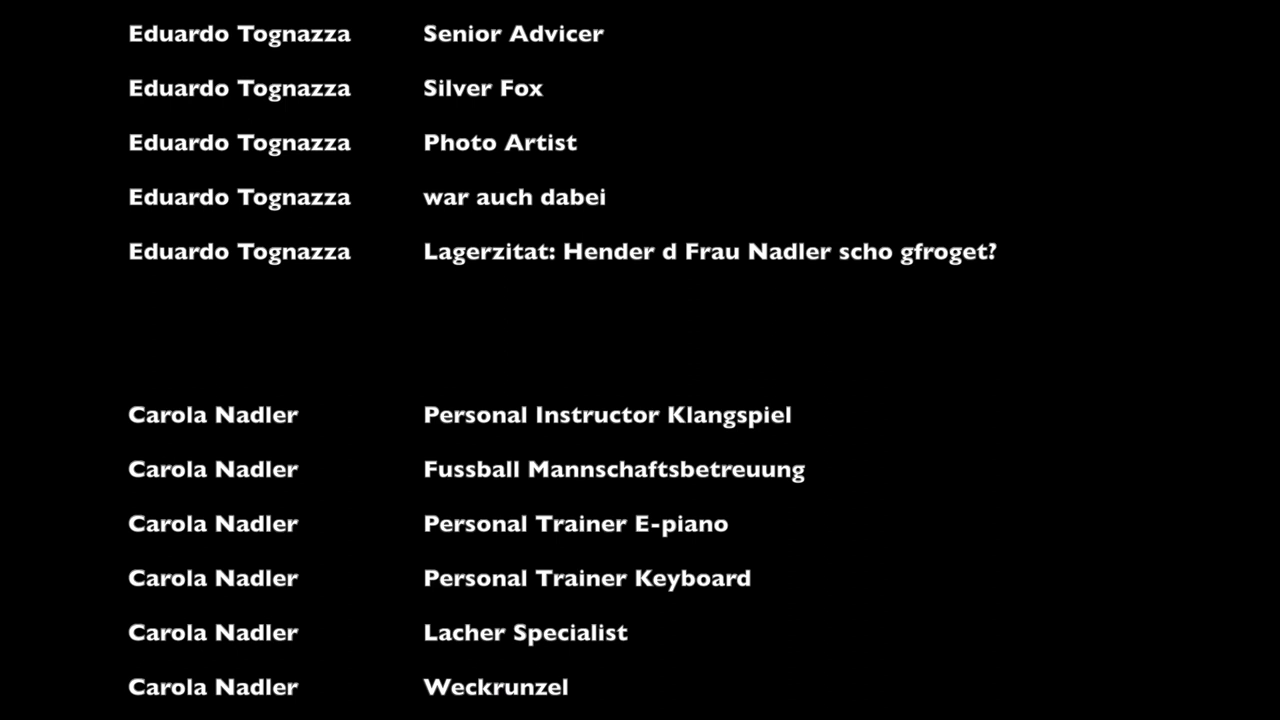 Eduardo Tognazza Senior Advicer
Eduardo Tognazza Silver Fox
Eduardo Tognazza Photo Artist
Eduardo Tognazza war auch dabei
Eduardo Tognazza Lagerzitat: Hender d Frau Nadler scho gfroget?
Carola Nadler Personal Instructor Klangspiel
Carola Nadler Fussball Mannschaftsbetreuung
Carola Nadler Personal Trainer E-piano
Carola Nadler Personal Trainer Keyboard
Carola Nadler Lacher Specialist
Carola Nadler Weckrunzel